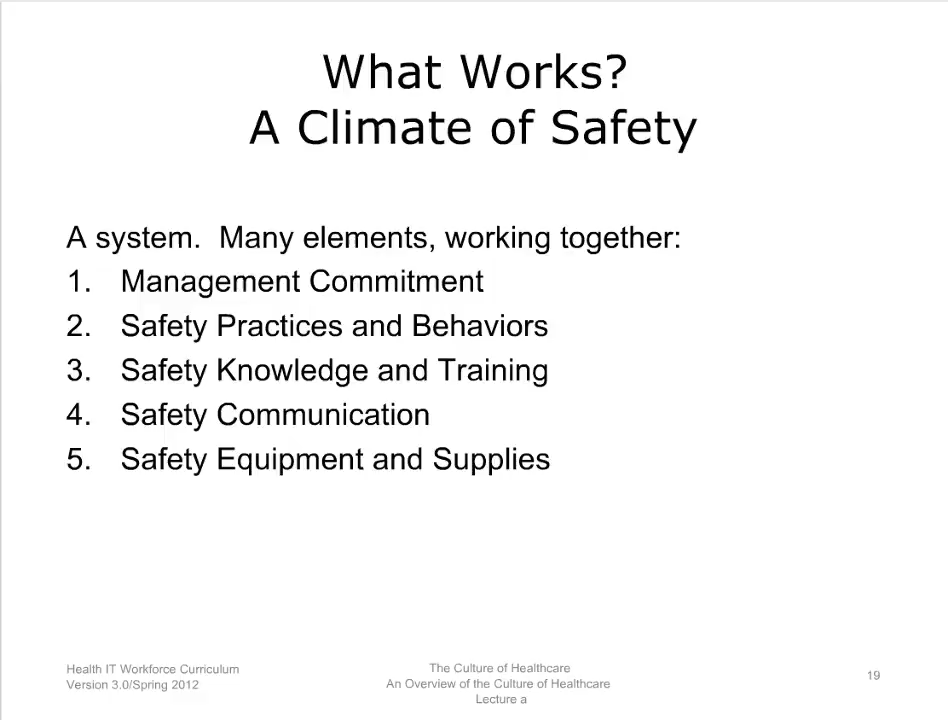 What Works?
A Climate of Safety
A system.  Many elements, working together:
1. Management Commitment
2. Safety Practices and Behaviors
3. Safety Knowledge and Training
4. Safety Communication
5. Safety Equipment and Supplies
Health IT Workforce Curriculum
Version 3.0/Spring 2012
The Culture of Healthcare
An Overview of the Culture of Healthcare
Lecture a
19